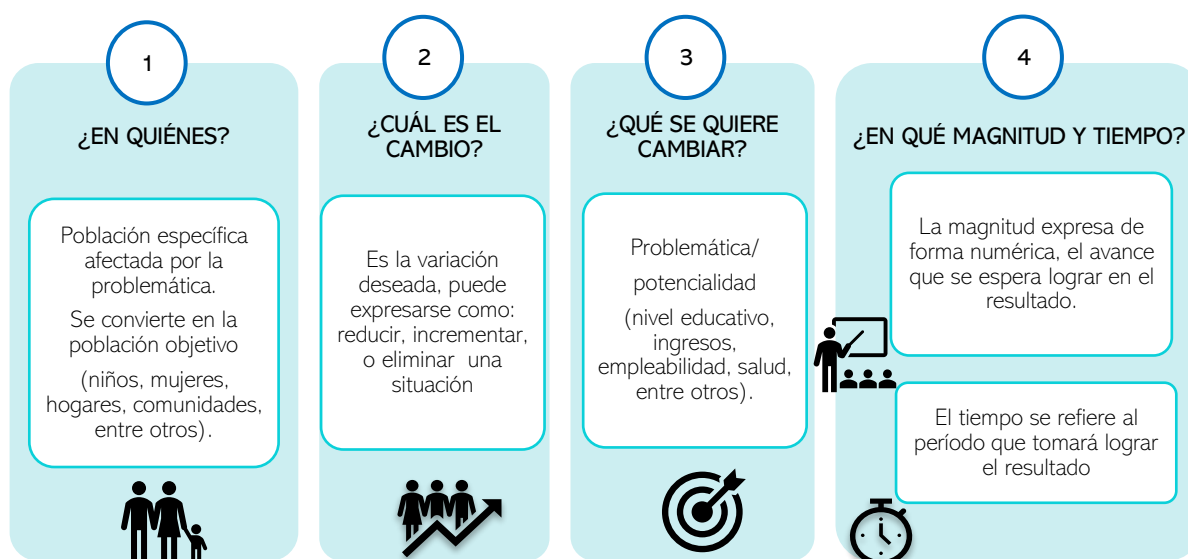 1
¿EN QUIÉNES?
Población específica
afectada por la
problemática.
Se convierte en la
población objetivo
(niños, mujeres,
hogares, comunidades,
entre otros).
2
¿CUÁL ES EL
CAMBIO?
Es la variación
deseada, puede
expresarse como:
reducir, incrementar,
o eliminar una
situación
3
¿QUÉ SE QUIERE
CAMBIAR?
Problemática/
potencialidad
(nivel educativo,
ingresos,
empleabilidad, salud,
entre otros).
4
¿EN QUÉ MAGNITUD Y TIEMPO?
La magnitud expresa de
forma numérica, el avance
que se espera lograr en el
resultado.
El tiempo se refiere al
período que tomará lograr
el resultado